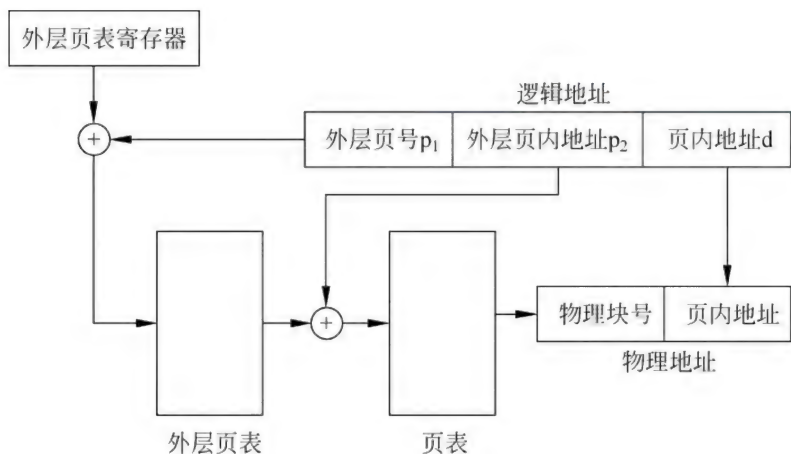 外层页表寄存器
逻辑地址
外层页号p₁ 外层页内地址p₂ 页内地址d
物理块号 页内地址
物理地址
外层页表 页表